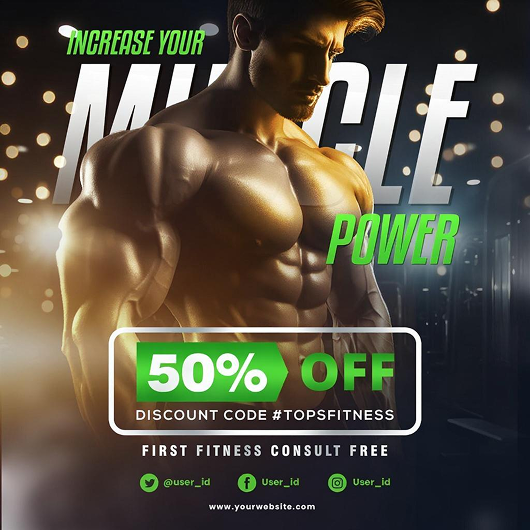 INCREASE YOUR
MUSCLE
POWER
50% OFF
DISCOUNT CODE #TOPSFITNESS
FIRST FITNESS CONSULT FREE
@user_id User_id User_id
www.yourwebsite.com